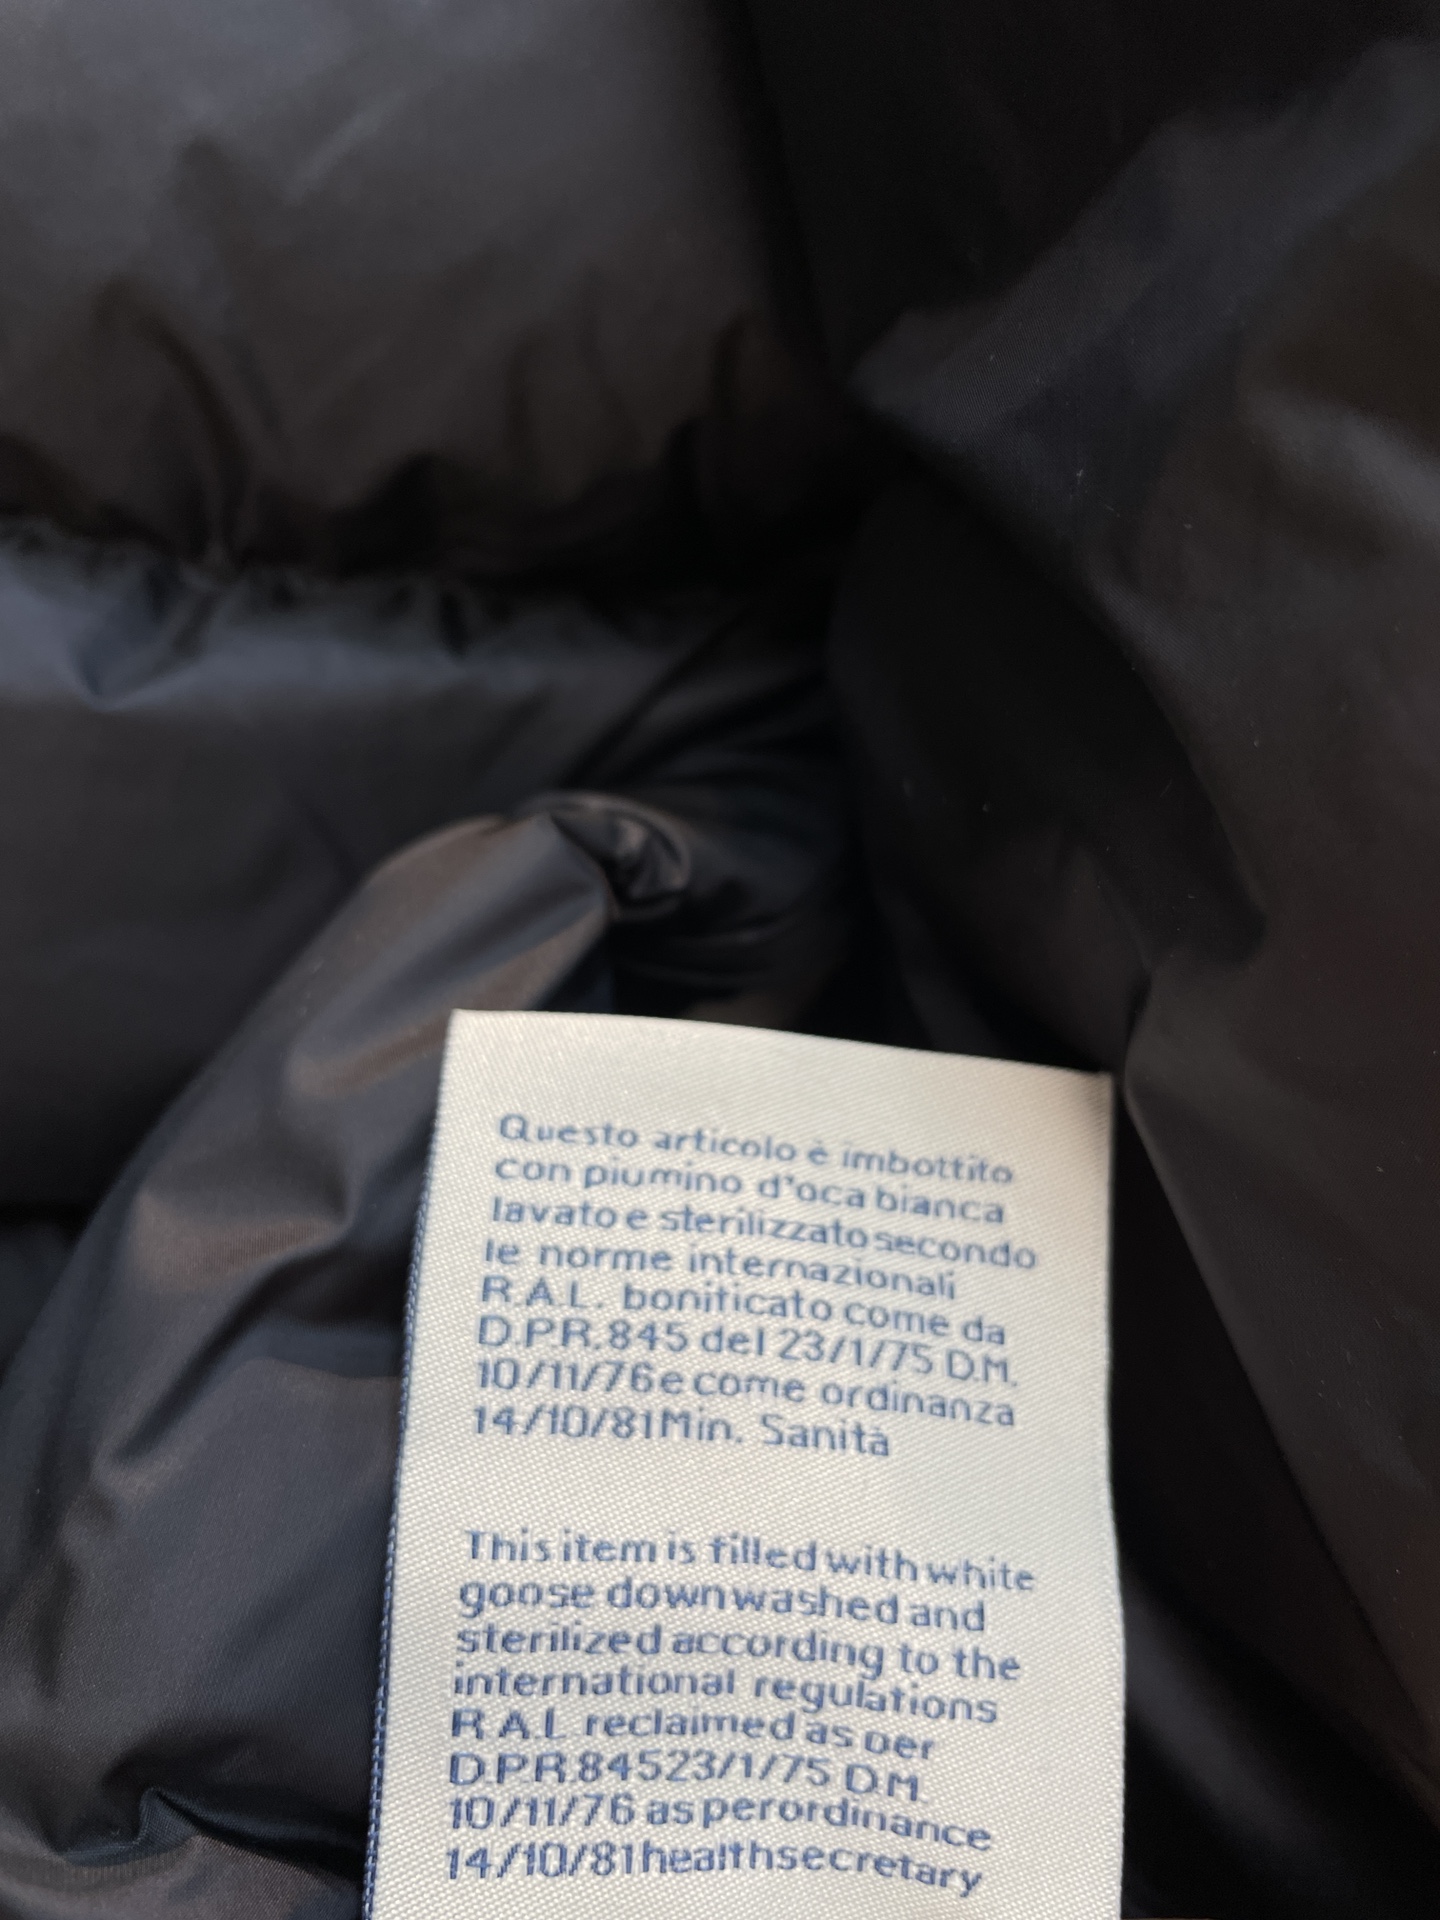 Questo articolo è imbottito
con piumino d'oca bianca
lavato e sterilizzato secondo
le norme internazionali
R.A.L. bonificato come da
D.P.R. 845 del 23/1/75 D.M.
10/11/76 e come ordinanza
14/10/81 Min. Sanità
This item is filled with white
goose down washed and
sterilized according to the
international regulations
R.A.L. reclaimed as per
D.P.R. 845 23/1/75 D.M.
10/11/76 as per ordinance
14/10/81 health secretary